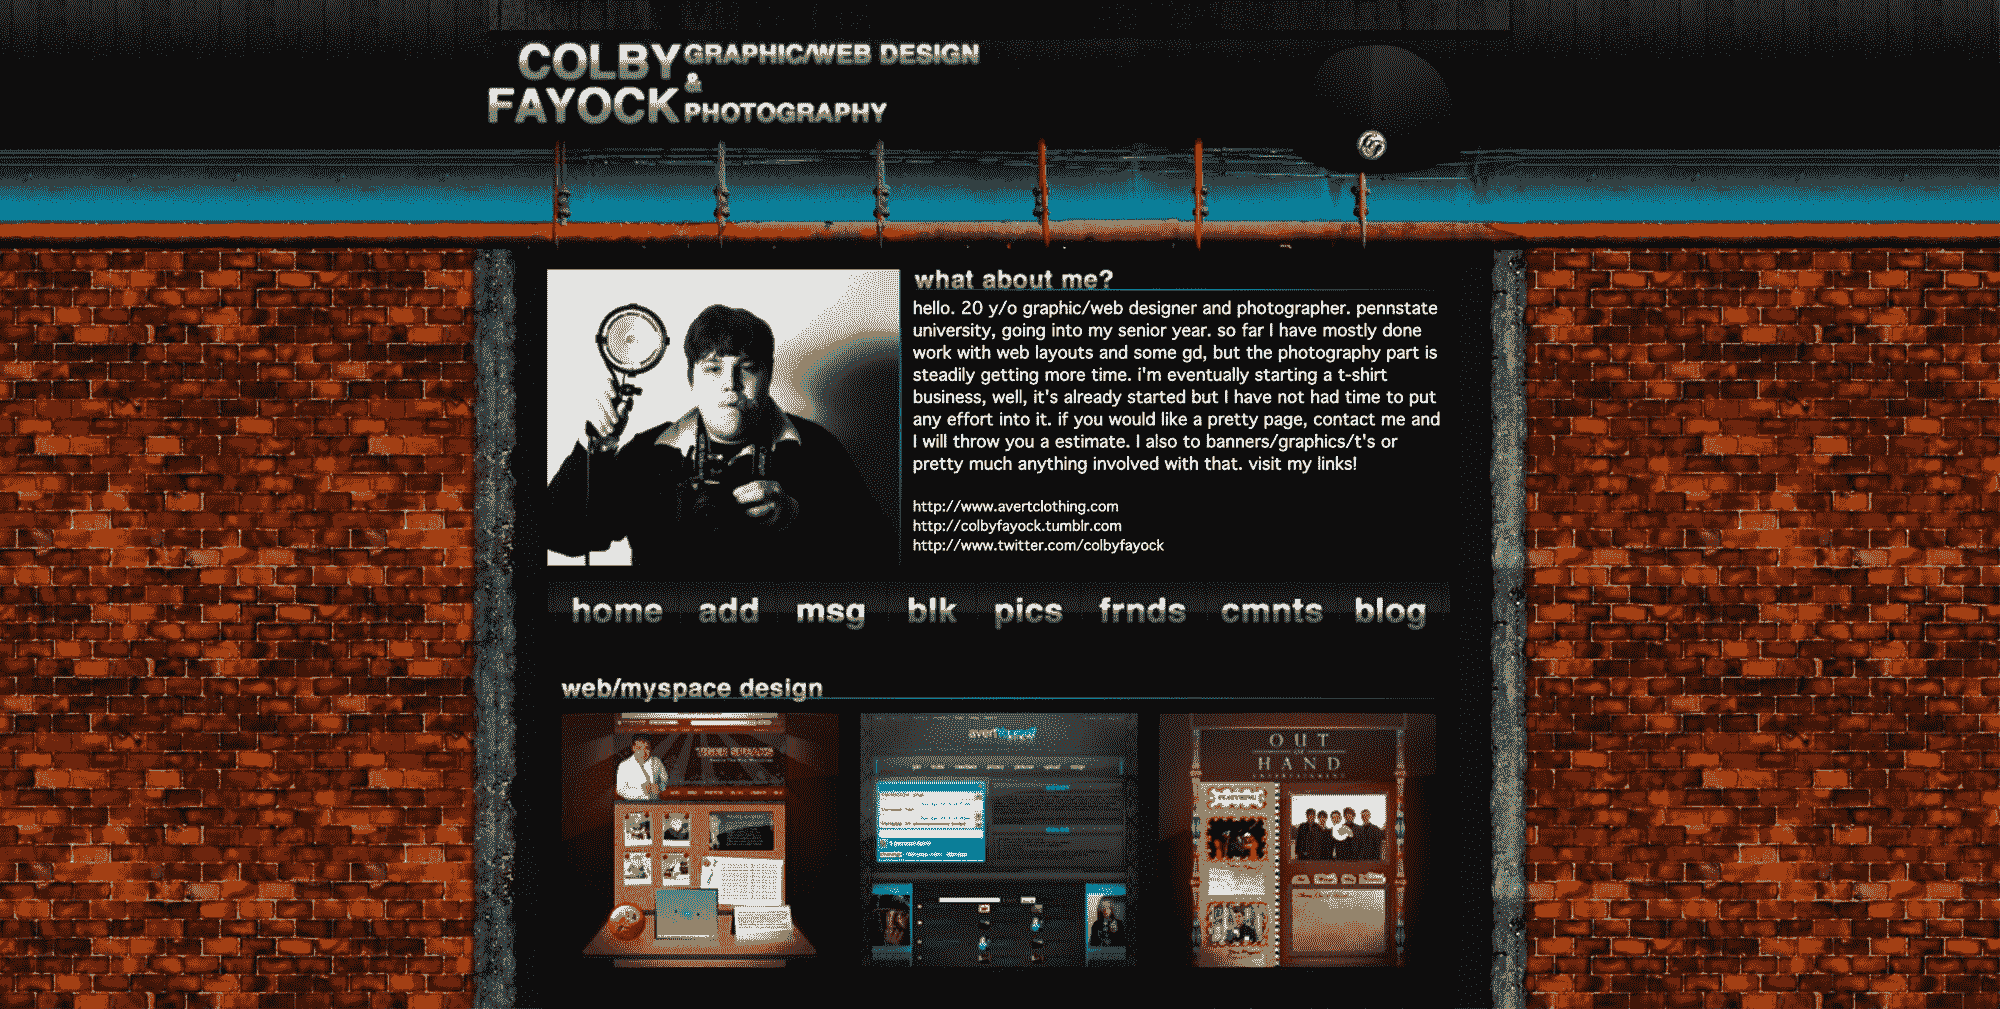 COLBY GRAPHIC/WEB DESIGN
&
FAYOCK PHOTOGRAPHY
what about me?
hello. 20 y/o graphic/web designer and photographer. pennstate
university, going into my senior year. so far I have mostly done
work with web layouts and some gd, but the photography part is
steadily getting more time. i'm eventually starting a t-shirt
business, well, it's already started but I have not had time to put
any effort into it. if you would like a pretty page, contact me and
I will throw you a estimate. I also to banners/graphics/t's or
pretty much anything involved with that. visit my links!
http://www.avertclothing.com
http://colbyfayock.tumblr.com
http://www.twitter.com/colbyfayock
home add msg blk pics frnds cmnts blog
web/myspace design
OUT
HAND